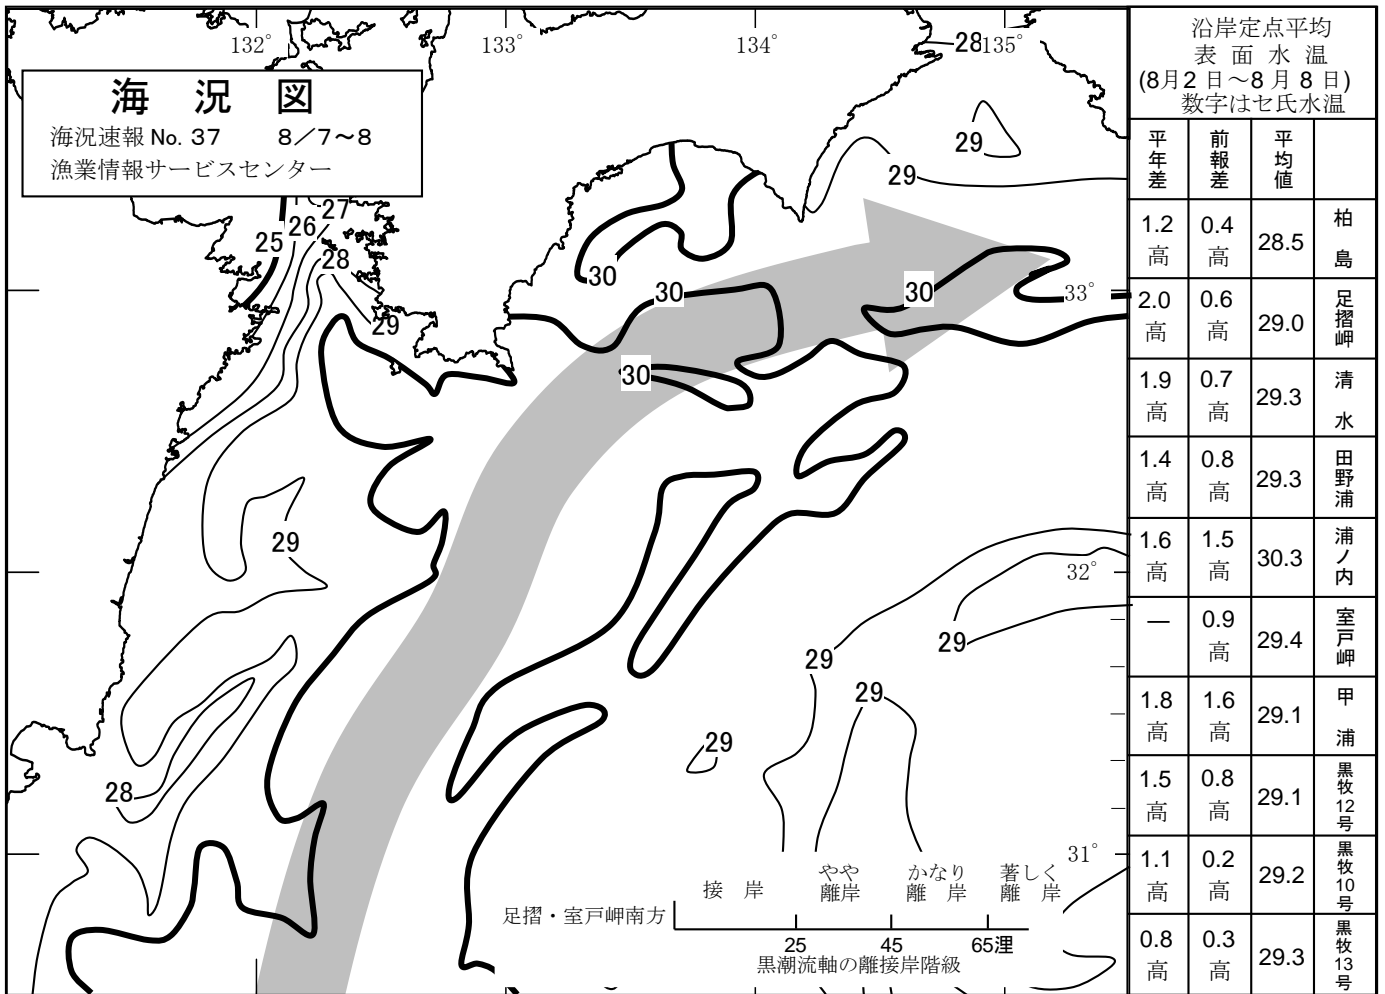 海況図
海況速報 No. 37 8／7～8
漁業情報サービスセンター
132°
133°
134°
28
135°
29
29
27
26
25
28
29
30
30
30
33°
30
29
32°
29
29
29
29
28
31°
接岸
やや離岸
かなり離岸
著しく離岸
足摺・室戸岬南方
25 45 65浬
黒潮流軸の離接岸階級
沿岸定点平均
表面水温
(8月2日～8月8日)
数字はセ氏水温
平年差 前報差 平均値
1.2高 0.4高 28.5 柏島
2.0高 0.6高 29.0 足摺岬
1.9高 0.7高 29.3 清水
1.4高 0.8高 29.3 田野浦
1.6高 1.5高 30.3 浦ノ内
― 0.9高 29.4 室戸岬
1.8高 1.6高 29.1 甲浦
1.5高 0.8高 29.1 黒牧12号
1.1高 0.2高 29.2 黒牧10号
0.8高 0.3高 29.3 黒牧13号